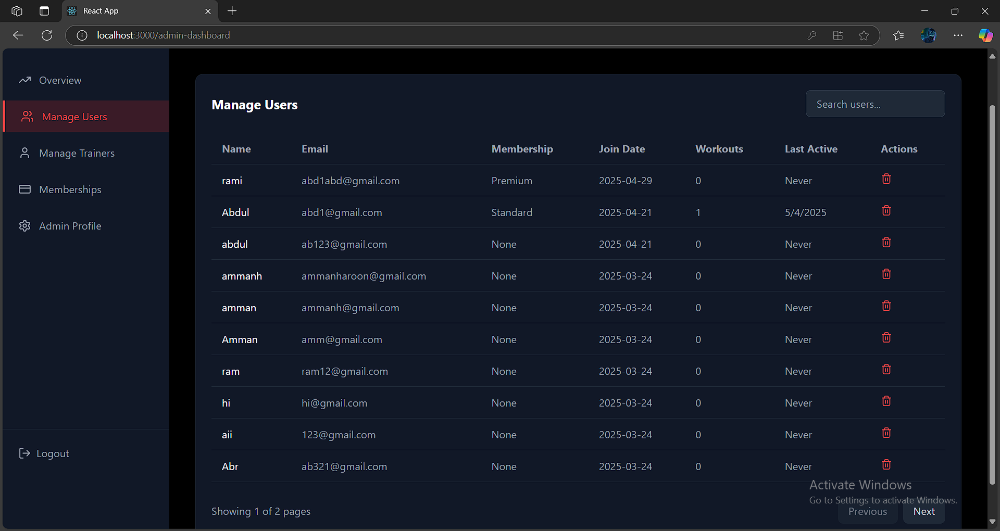 React App
localhost:3000/admin-dashboard
Overview
Manage Users
Manage Trainers
Memberships
Admin Profile
Logout
Manage Users
Search users...
Name Email Membership Join Date Workouts Last Active Actions
rami abd1abd@gmail.com Premium 2025-04-29 0 Never
Abdul abd1@gmail.com Standard 2025-04-21 1 5/4/2025
abdul ab123@gmail.com None 2025-04-21 0 Never
ammanh ammanharoon@gmail.com None 2025-03-24 0 Never
amman ammanh@gmail.com None 2025-03-24 0 Never
Amman amm@gmail.com None 2025-03-24 0 Never
ram ram12@gmail.com None 2025-03-24 0 Never
hi hi@gmail.com None 2025-03-24 0 Never
aii 123@gmail.com None 2025-03-24 0 Never
Abr ab321@gmail.com None 2025-03-24 0 Never
Activate Windows
Go to Settings to activate Windows.
Showing 1 of 2 pages Previous Next